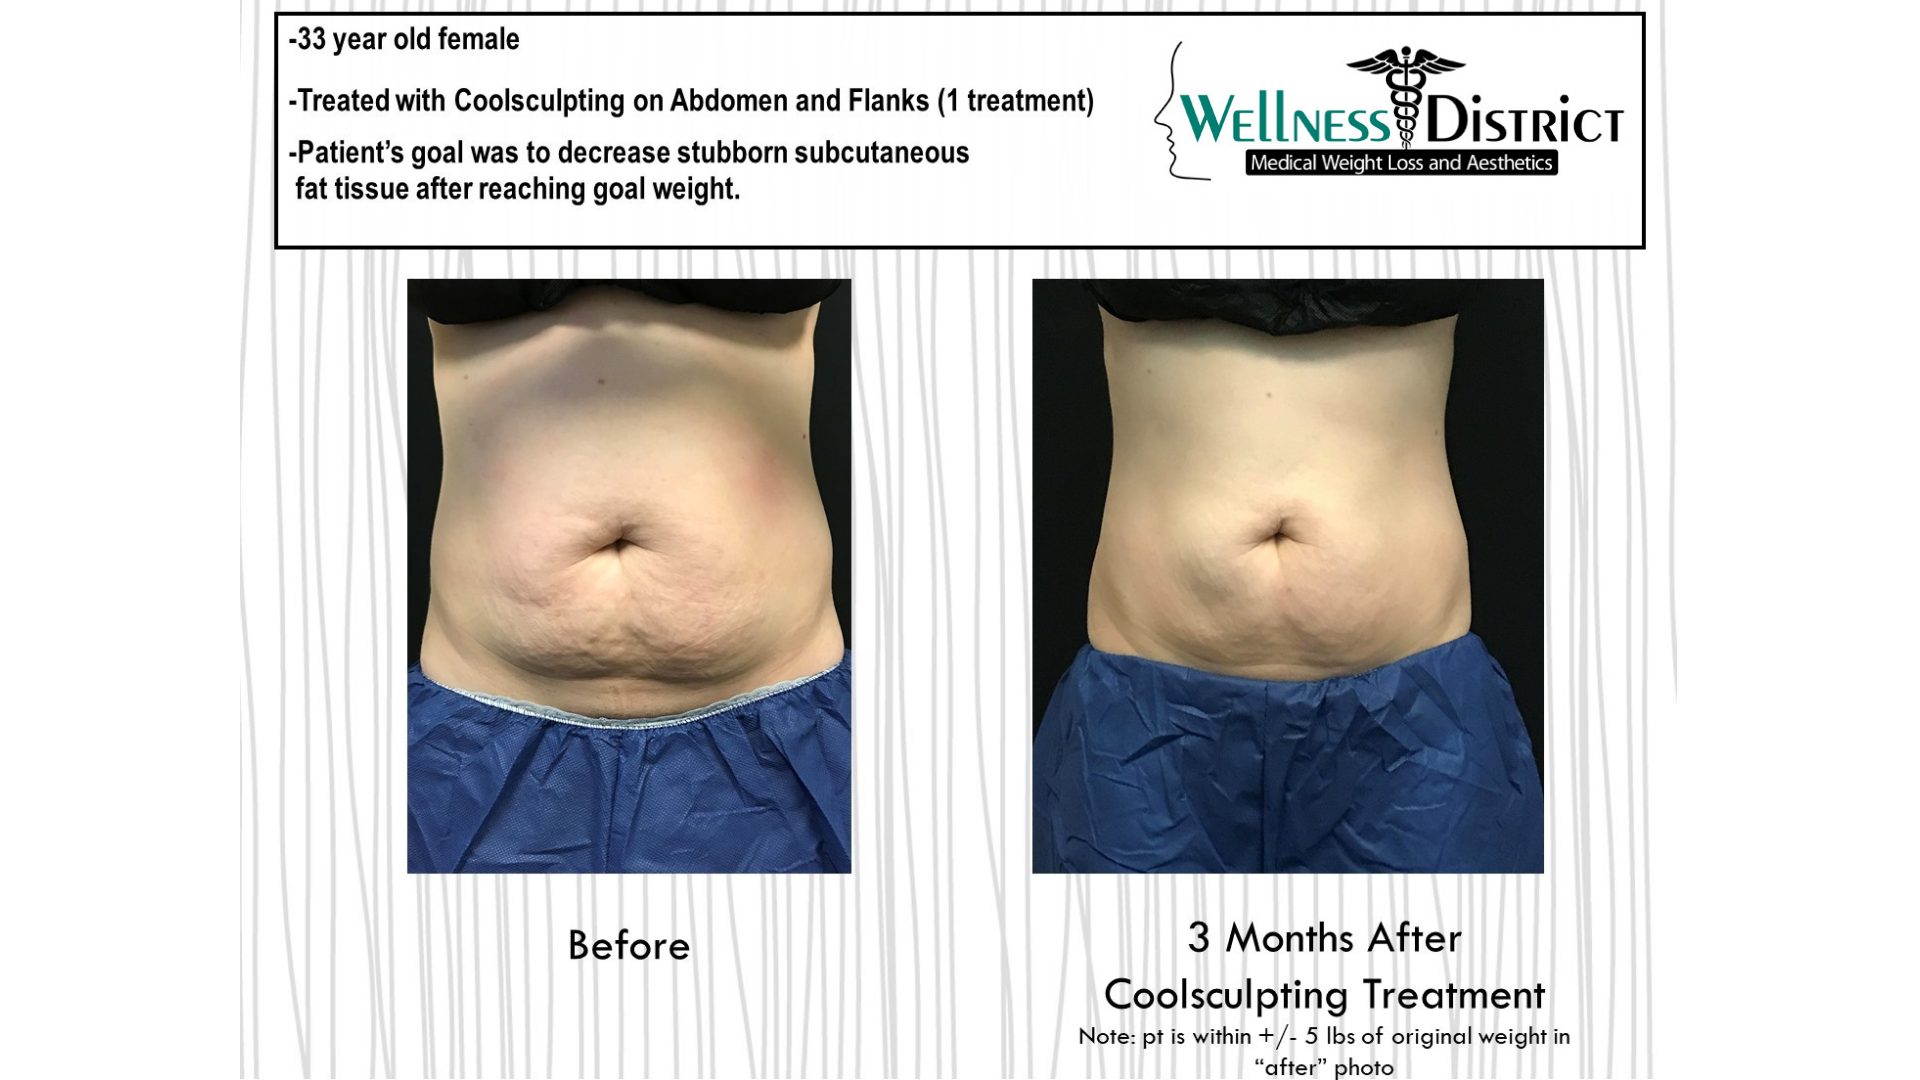 -33 year old female
-Treated with Coolsculpting on Abdomen and Flanks (1 treatment)
-Patient’s goal was to decrease stubborn subcutaneous
fat tissue after reaching goal weight.
WELLNESS DISTRICT
Medical Weight Loss and Aesthetics
Before
3 Months After
Coolsculpting Treatment
Note: pt is within +/- 5 lbs of original weight in
“after” photo